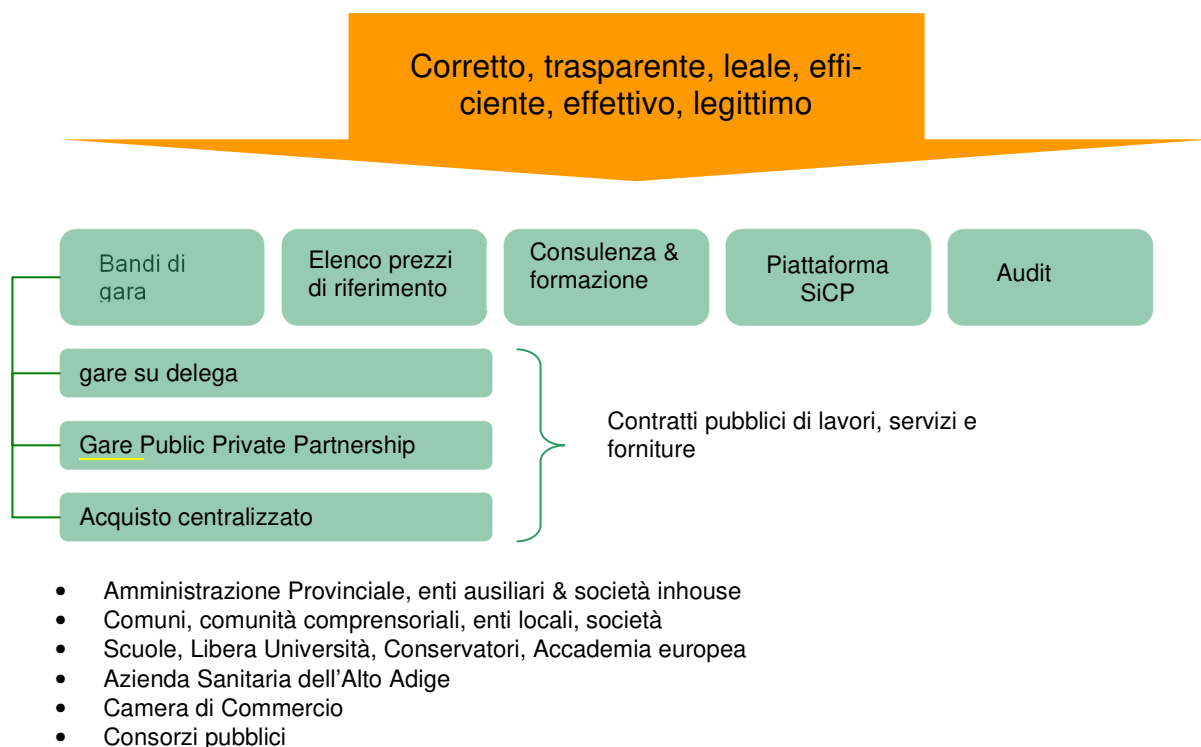 Corretto, trasparente, leale, effi-
ciente, effettivo, legittimo
Bandi di
gara
Elenco prezzi
di riferimento
Consulenza &
formazione
Piattaforma
SiCP
Audit
gare su delega
Gare Public Private Partnership
Acquisto centralizzato
Contratti pubblici di lavori, servizi e
forniture
• Amministrazione Provinciale, enti ausiliari & società inhouse
• Comuni, comunità comprensoriali, enti locali, società
• Scuole, Libera Università, Conservatori, Accademia europea
• Azienda Sanitaria dell’Alto Adige
• Camera di Commercio
• Consorzi pubblici